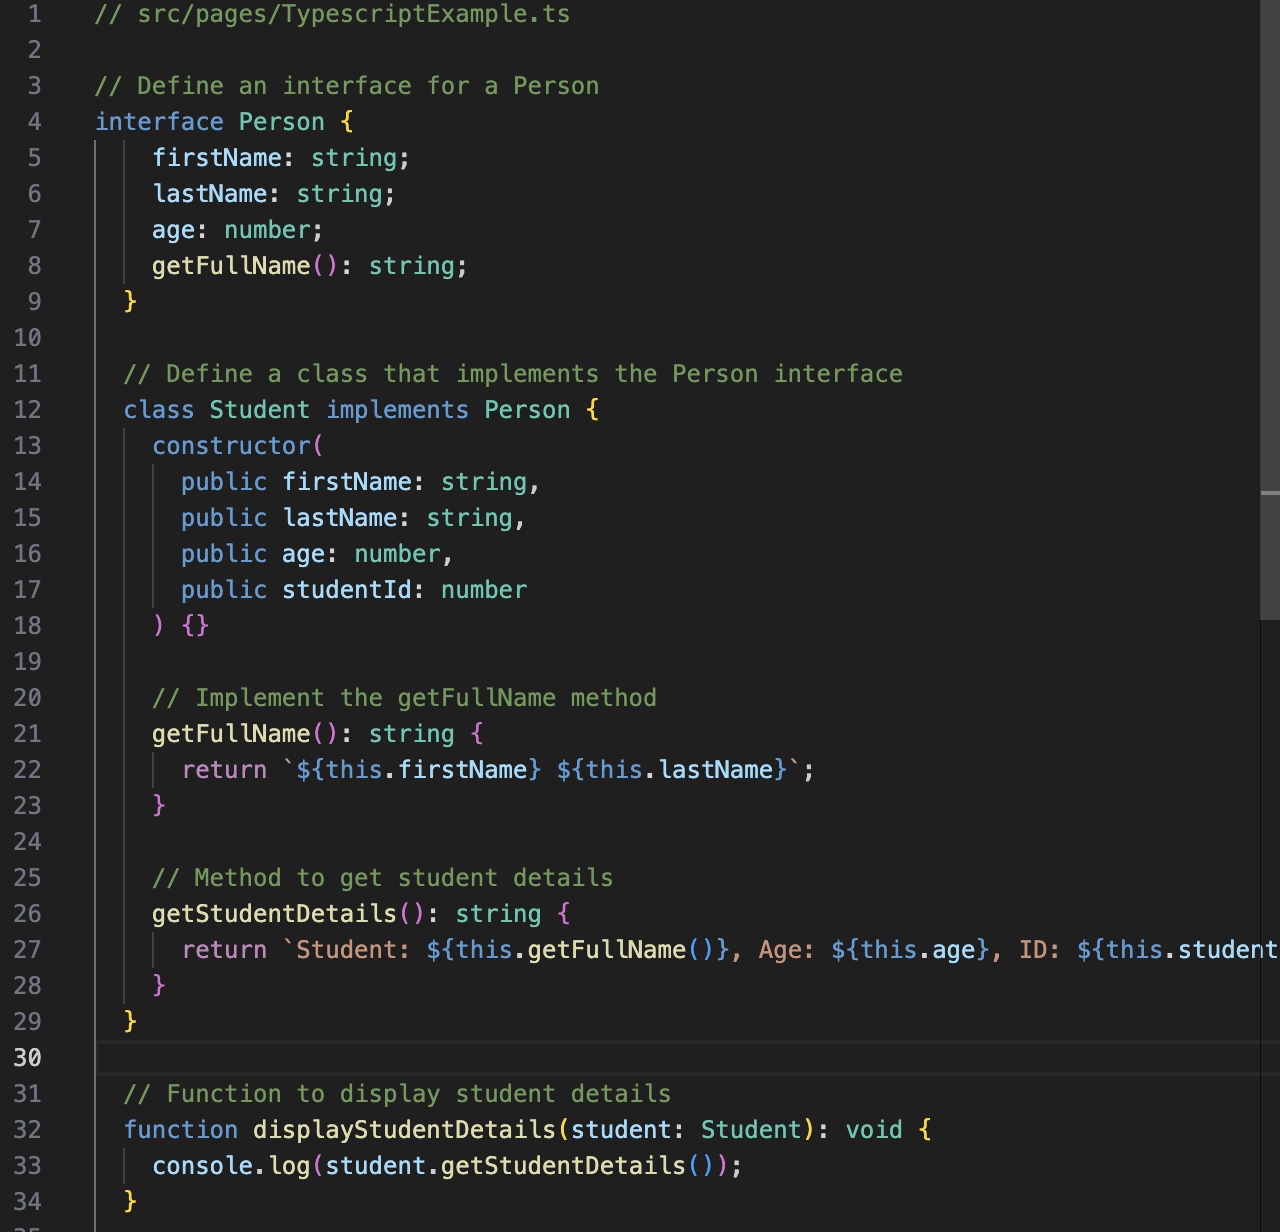 1 // src/pages/TypescriptExample.ts
2
3 // Define an interface for a Person
4 interface Person {
5 firstName: string;
6 lastName: string;
7 age: number;
8 getFullName(): string;
9 }
10
11 // Define a class that implements the Person interface
12 class Student implements Person {
13 constructor(
14 public firstName: string,
15 public lastName: string,
16 public age: number,
17 public studentId: number
18 ) {}
19
20 // Implement the getFullName method
21 getFullName(): string {
22 return `${this.firstName} ${this.lastName}`;
23 }
24
25 // Method to get student details
26 getStudentDetails(): string {
27 return `Student: ${this.getFullName()}, Age: ${this.age}, ID: ${this.student
28 }
29 }
30
31 // Function to display student details
32 function displayStudentDetails(student: Student): void {
33 console.log(student.getStudentDetails());
34 }